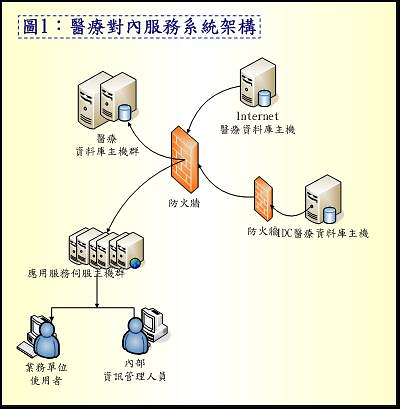 圖1：醫療對內服務系統架構
Internet
醫療資料庫主機
醫療
資料庫主機群
防火牆
防火牆
IDC醫療資料庫主機
應用服務伺服主機群
業務單位
使用者
內部
資訊管理人員